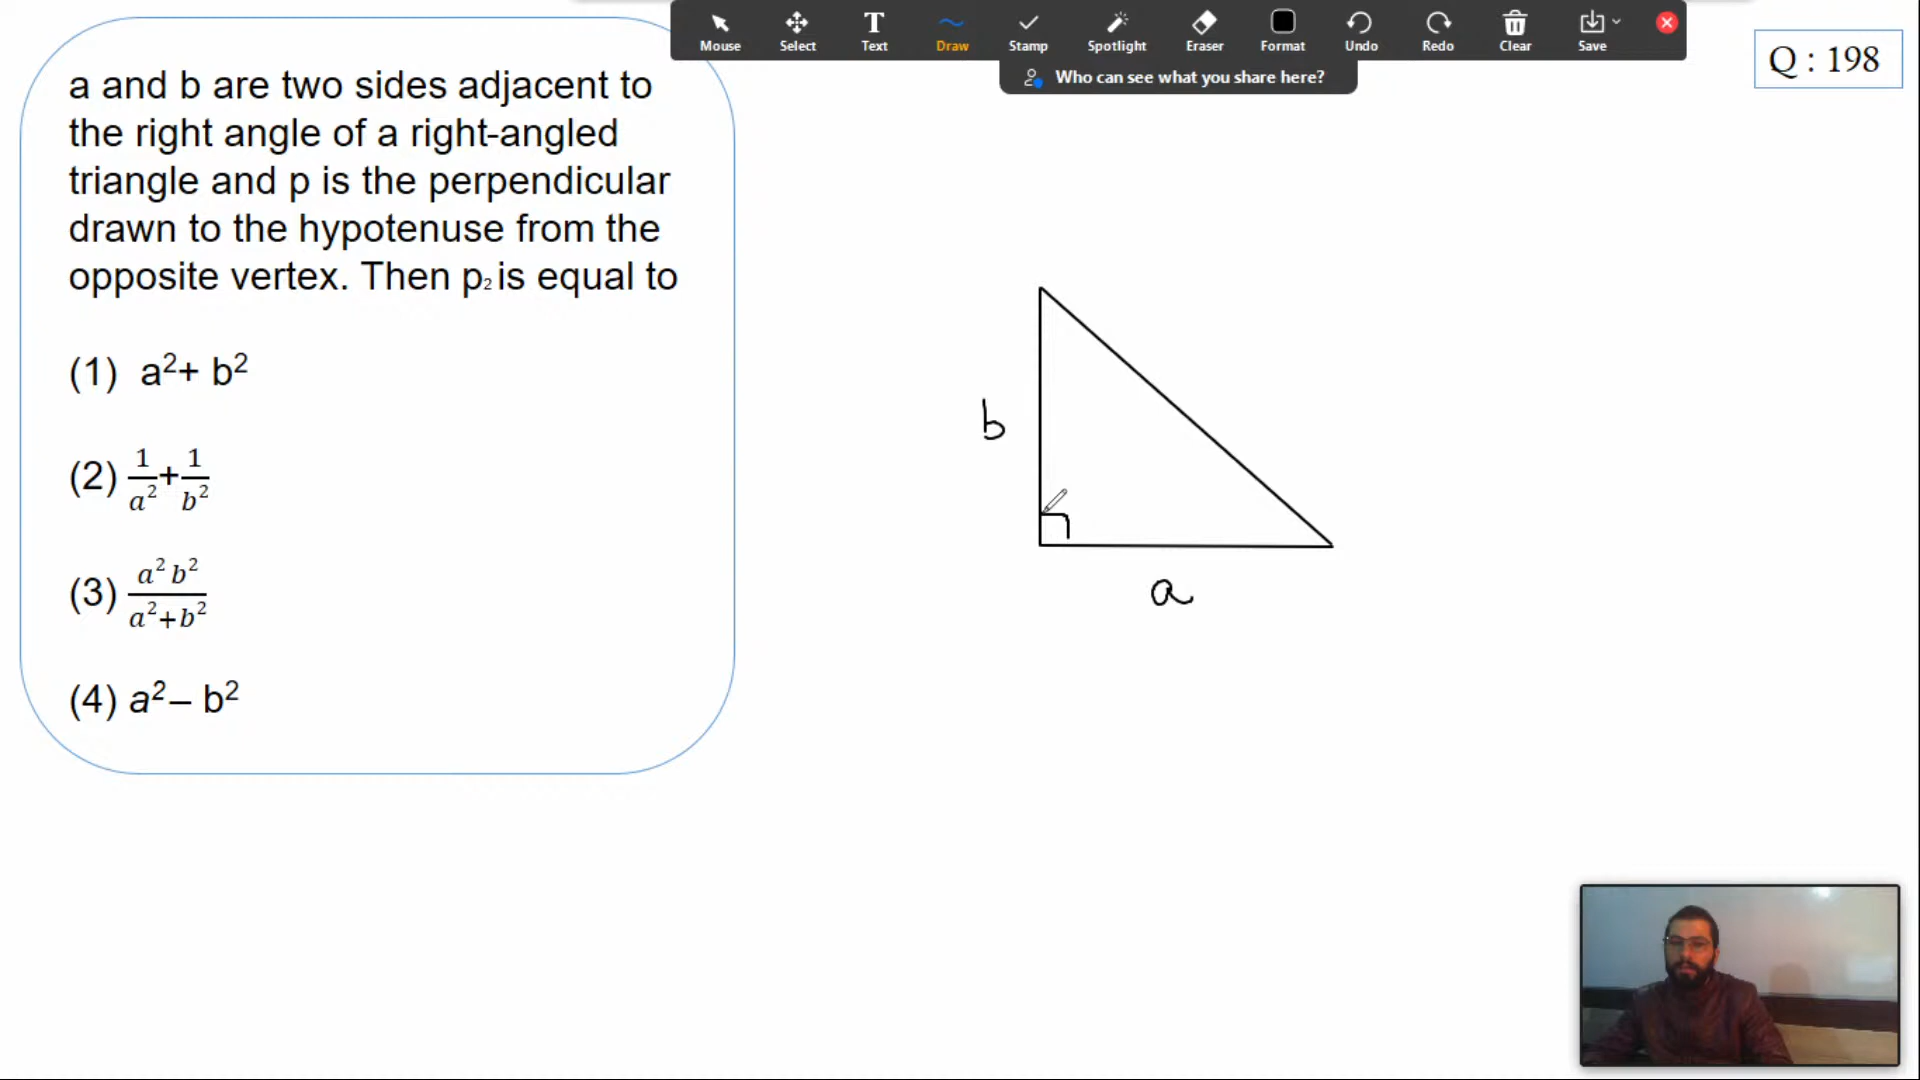 Mouse Select Text Draw Stamp Spotlight Eraser Format Undo Redo Clear Save
Who can see what you share here?
Q : 198
a and b are two sides adjacent to
the right angle of a right-angled
triangle and p is the perpendicular
drawn to the hypotenuse from the
opposite vertex. Then p₂ is equal to
(1) a²+ b²
(2) 1/a² + 1/b²
(3) a² b² / a²+b²
(4) a² – b²
b
a